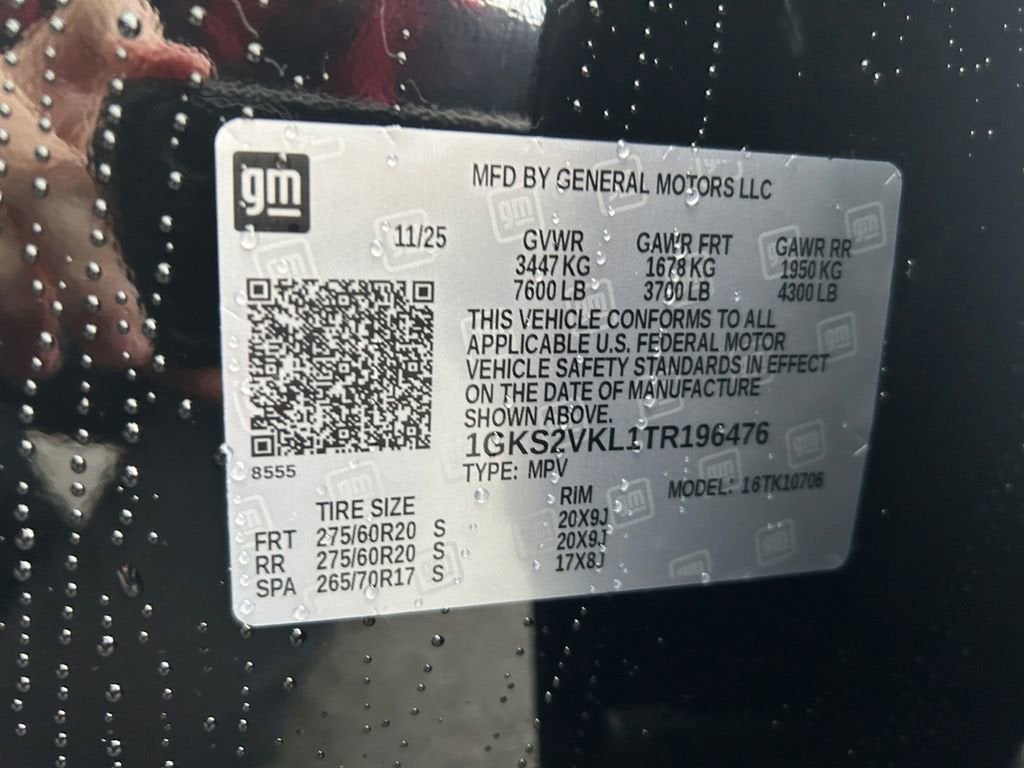 gm
MFD BY GENERAL MOTORS LLC
11/25 GVWR GAWR FRT GAWR RR
3447 KG 1678 KG 1950 KG
7600 LB 3700 LB 4300 LB
THIS VEHICLE CONFORMS TO ALL
APPLICABLE U.S. FEDERAL MOTOR
VEHICLE SAFETY STANDARDS IN EFFECT
ON THE DATE OF MANUFACTURE
SHOWN ABOVE.
1GKS2VKL1TR196476
8555
TYPE: MPV MODEL: 16TK10706
TIRE SIZE RIM
FRT 275/60R20 S 20X9J
RR 275/60R20 S 20X9J
SPA 265/70R17 S 17X8J